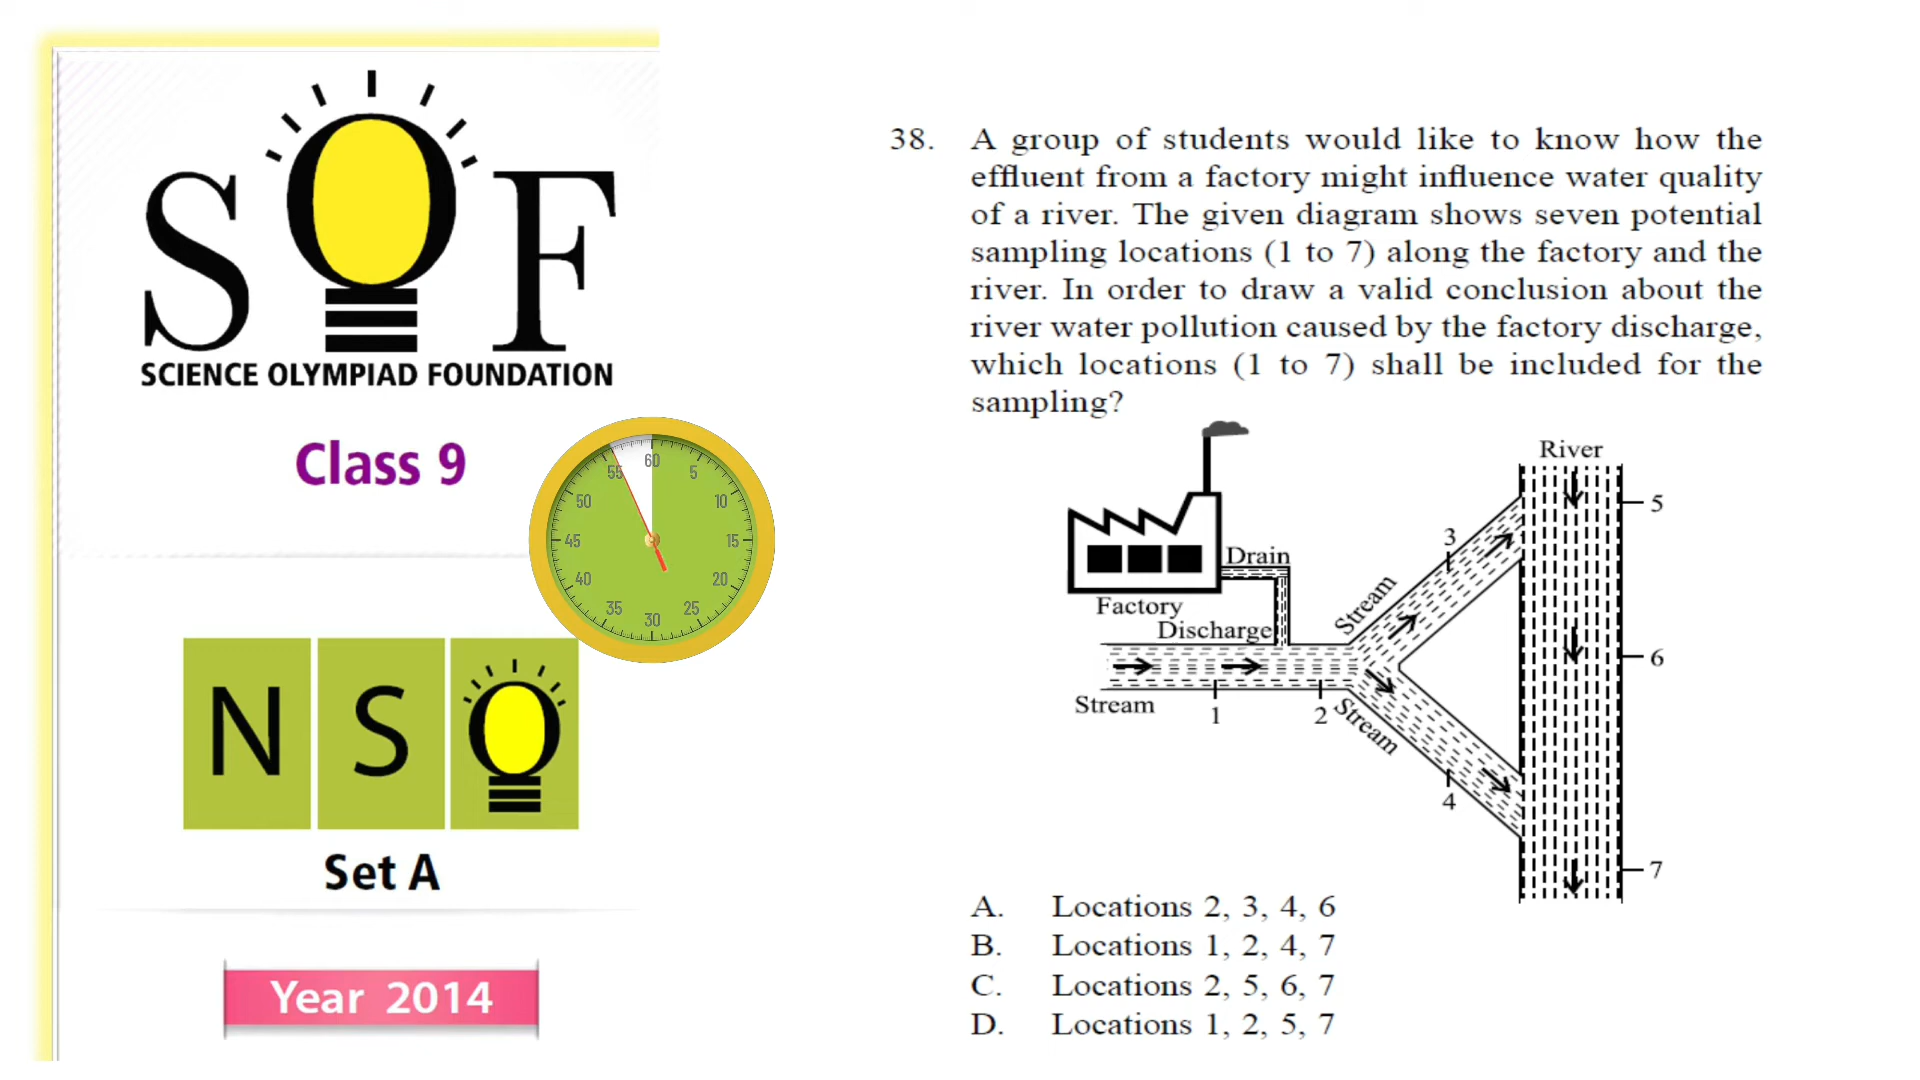 SOF
SCIENCE OLYMPIAD FOUNDATION
Class 9
60
5
10
15
20
25
30
35
40
45
50
55
NSO
Set A
Year 2014
38. A group of students would like to know how the
effluent from a factory might influence water quality
of a river. The given diagram shows seven potential
sampling locations (1 to 7) along the factory and the
river. In order to draw a valid conclusion about the
river water pollution caused by the factory discharge,
which locations (1 to 7) shall be included for the
sampling?
River
5
3
Drain
Factory
Stream
Discharge
6
Stream
1
2
Stream
4
7
A. Locations 2, 3, 4, 6
B. Locations 1, 2, 4, 7
C. Locations 2, 5, 6, 7
D. Locations 1, 2, 5, 7